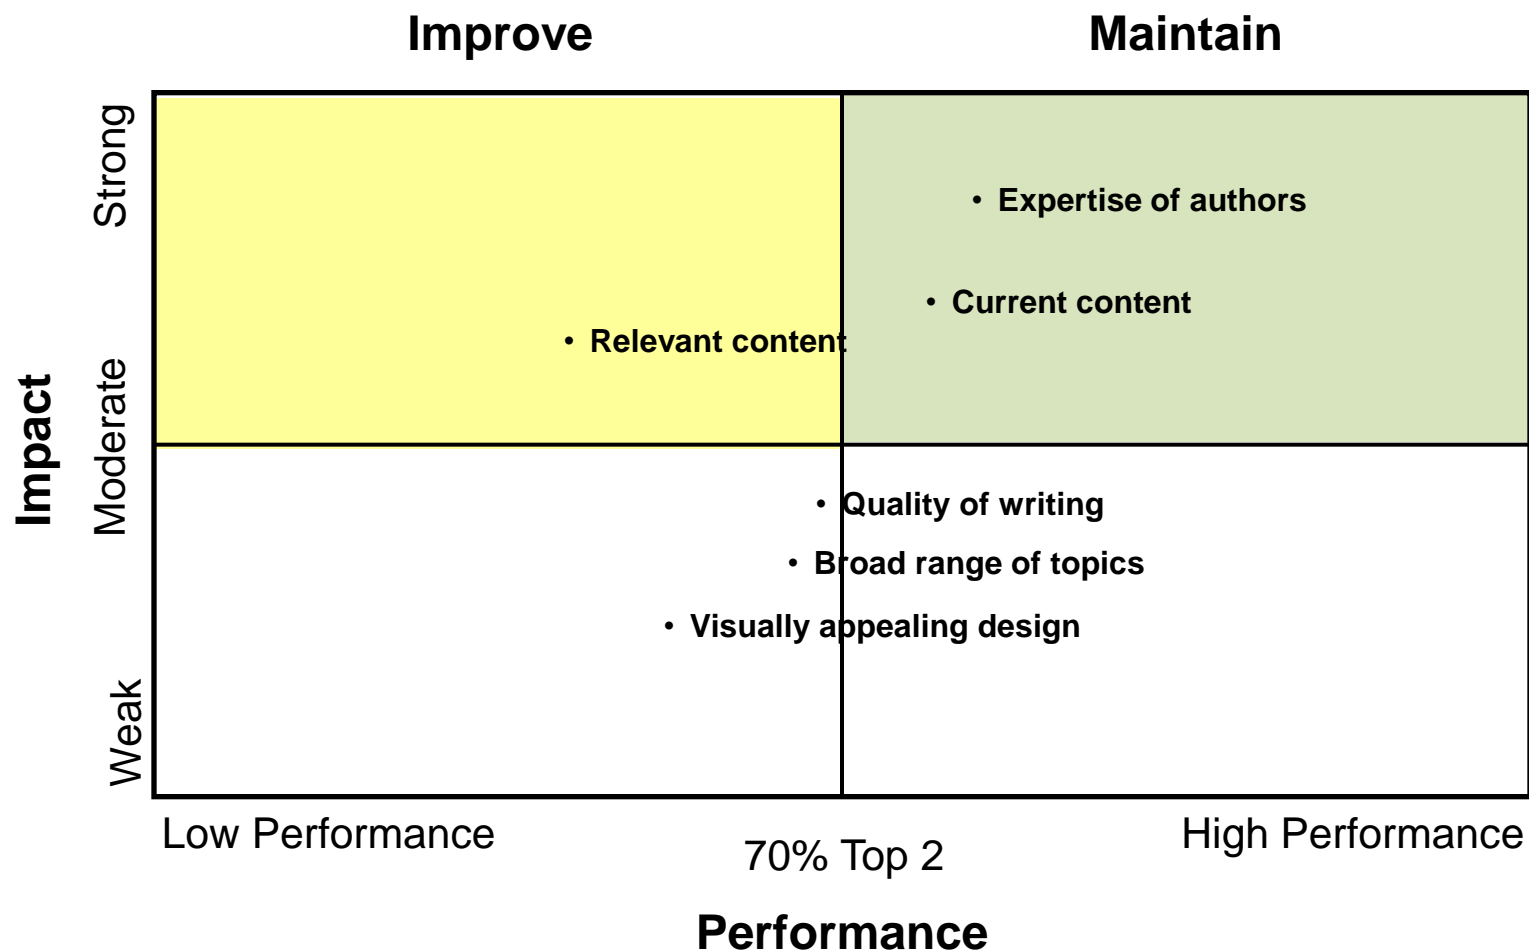 Improve
Maintain
Strong
• Expertise of authors
• Current content
• Relevant content
Impact
Moderate
• Quality of writing
• Broad range of topics
• Visually appealing design
Weak
Low Performance
High Performance
70% Top 2
Performance